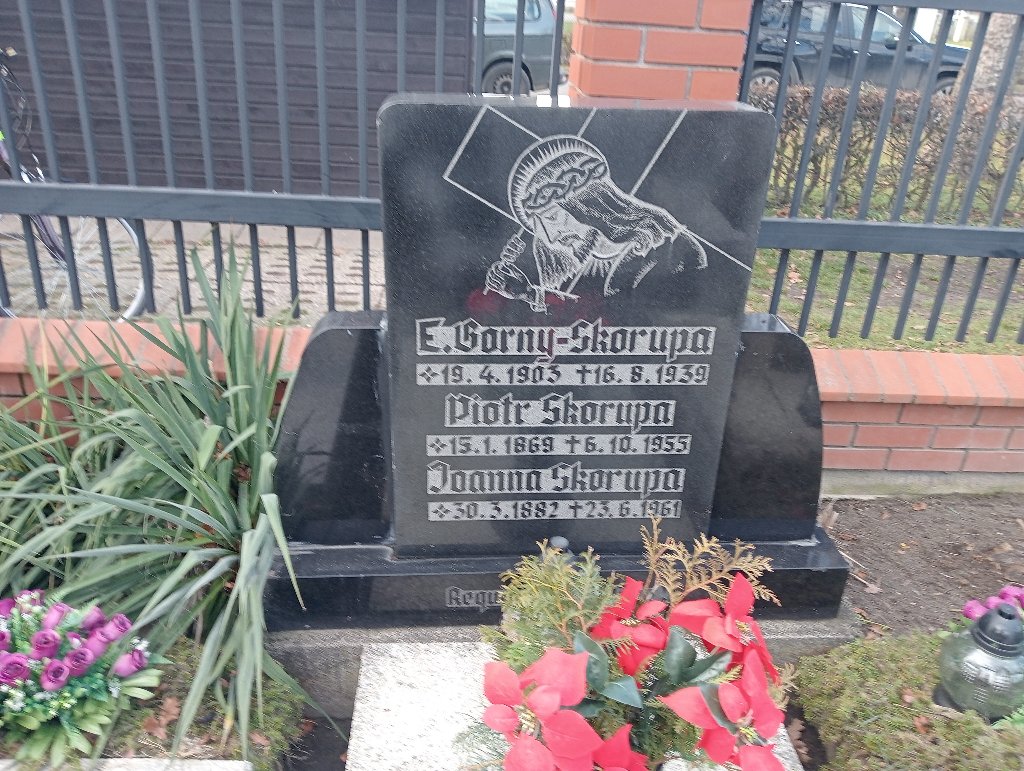 E. Gorny-Skorupa
✧19.4.1903 ✝16.8.1939
Piotr Skorupa
✧15.1.1869 ✝6.10.1955
Joanna Skorupa
✧30.3.1882 ✝23.6.1961